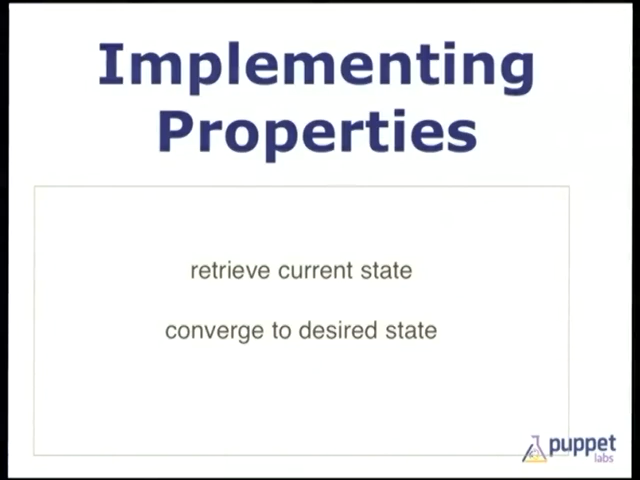 Implementing
Properties
retrieve current state
converge to desired state
puppet
labs